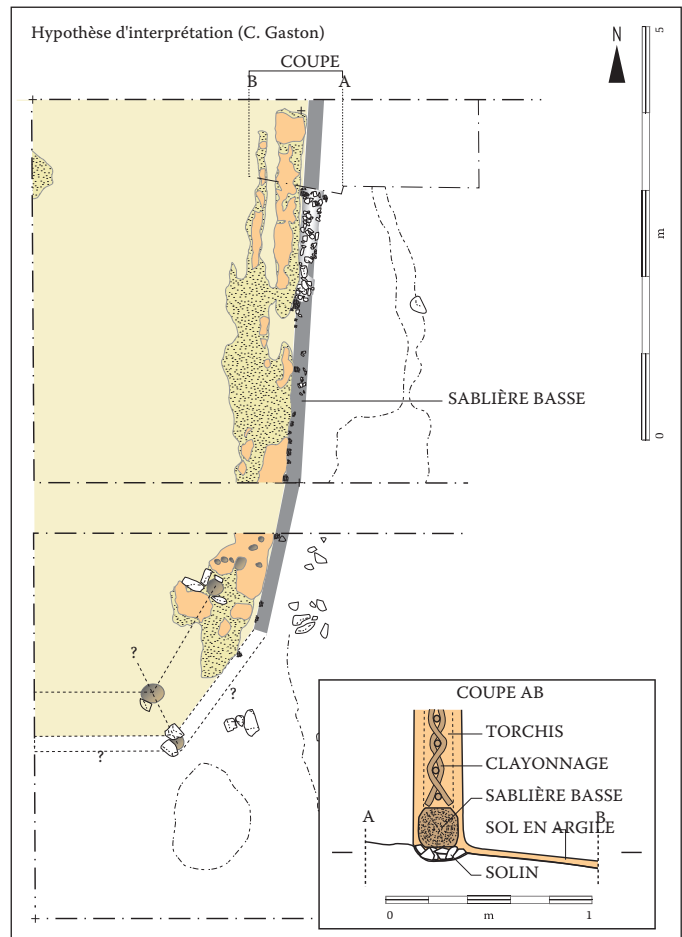 Hypothèse d'interprétation (C. Gaston)
COUPE
B A
N
5
m
0
SABLIÈRE BASSE
?
?
?
COUPE AB
TORCHIS
CLAYONNAGE
SABLIÈRE BASSE
A
SOL EN ARGILE
B
SOLIN
0 m 1